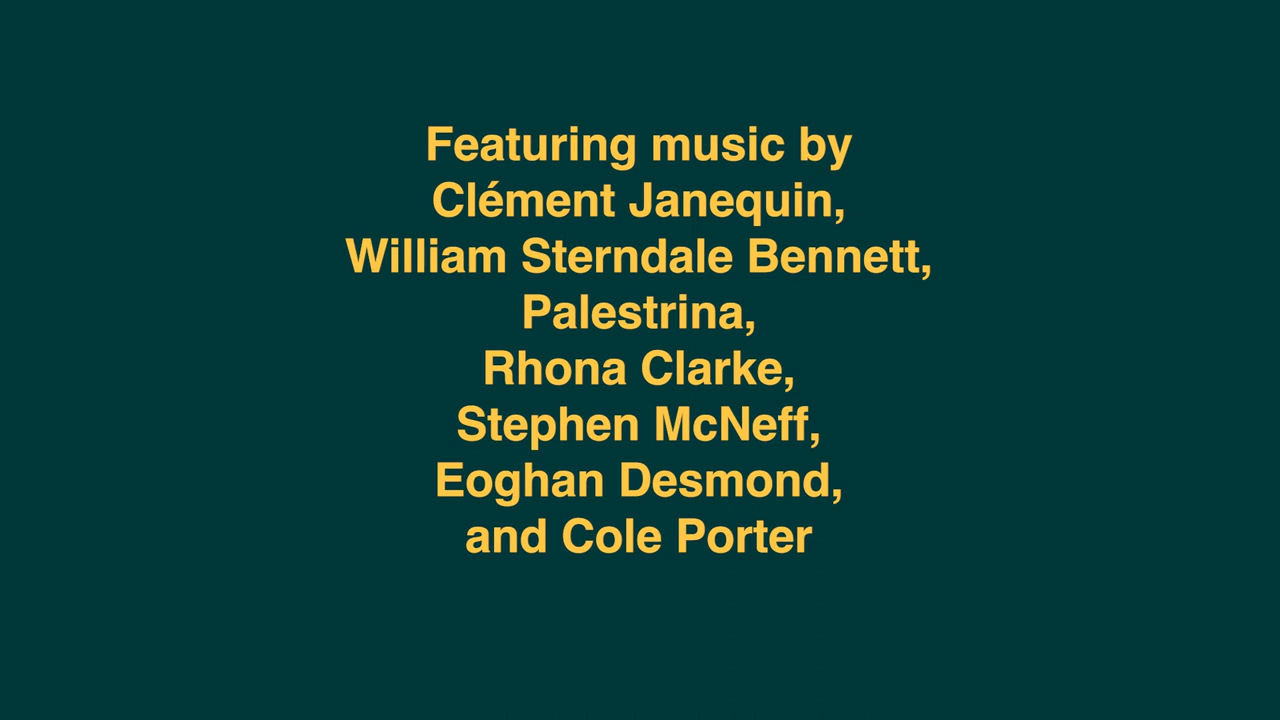 Featuring music by
Clément Janequin,
William Sterndale Bennett,
Palestrina,
Rhona Clarke,
Stephen McNeff,
Eoghan Desmond,
and Cole Porter